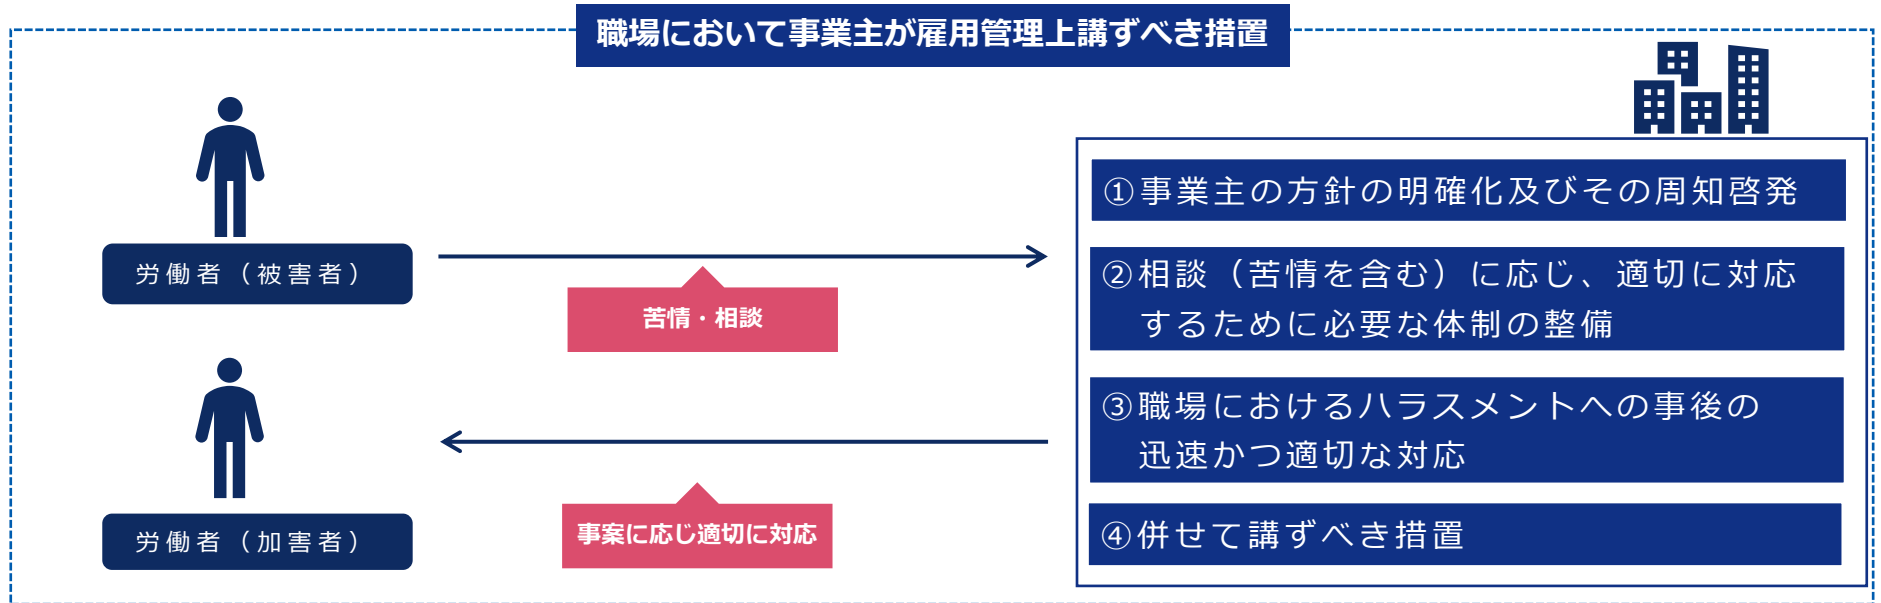 職場において事業主が雇用管理上講ずべき措置
労働者（被害者）
苦情・相談
労働者（加害者）
事案に応じ適切に対応
①事業主の方針の明確化及びその周知啓発
②相談（苦情を含む）に応じ、適切に対応
するために必要な体制の整備
③職場におけるハラスメントへの事後の
迅速かつ適切な対応
④併せて講ずべき措置